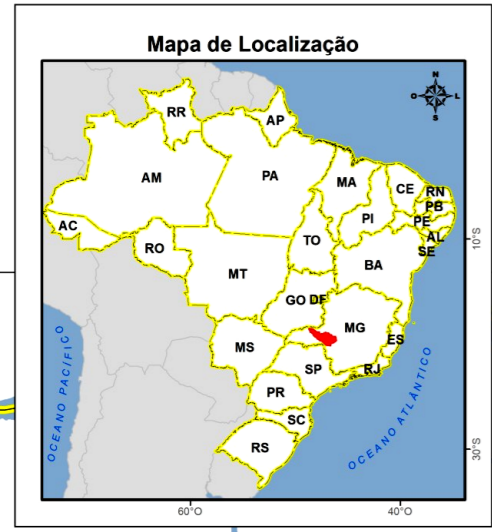 Mapa de Localização
N
O L
S
RR
AP
AM
PA
MA
CE
RN
PB
PI
PE
AC
AL
TO
SE
RO
10°S
MT
BA
GO
DF
MG
ES
MS
SP
RJ
PR
SC
RS
OCEANO PACÍFICO
OCEANO ATLÂNTICO
30°S
60°O
40°O